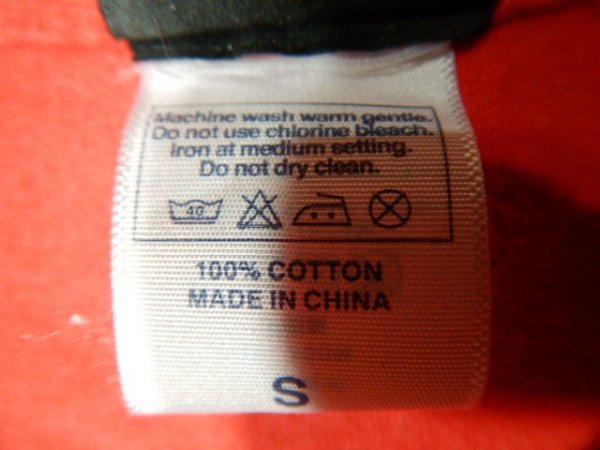 Machine wash warm gentle.
Do not use chlorine bleach.
Iron at medium setting.
Do not dry clean.
40
100% COTTON
MADE IN CHINA
S